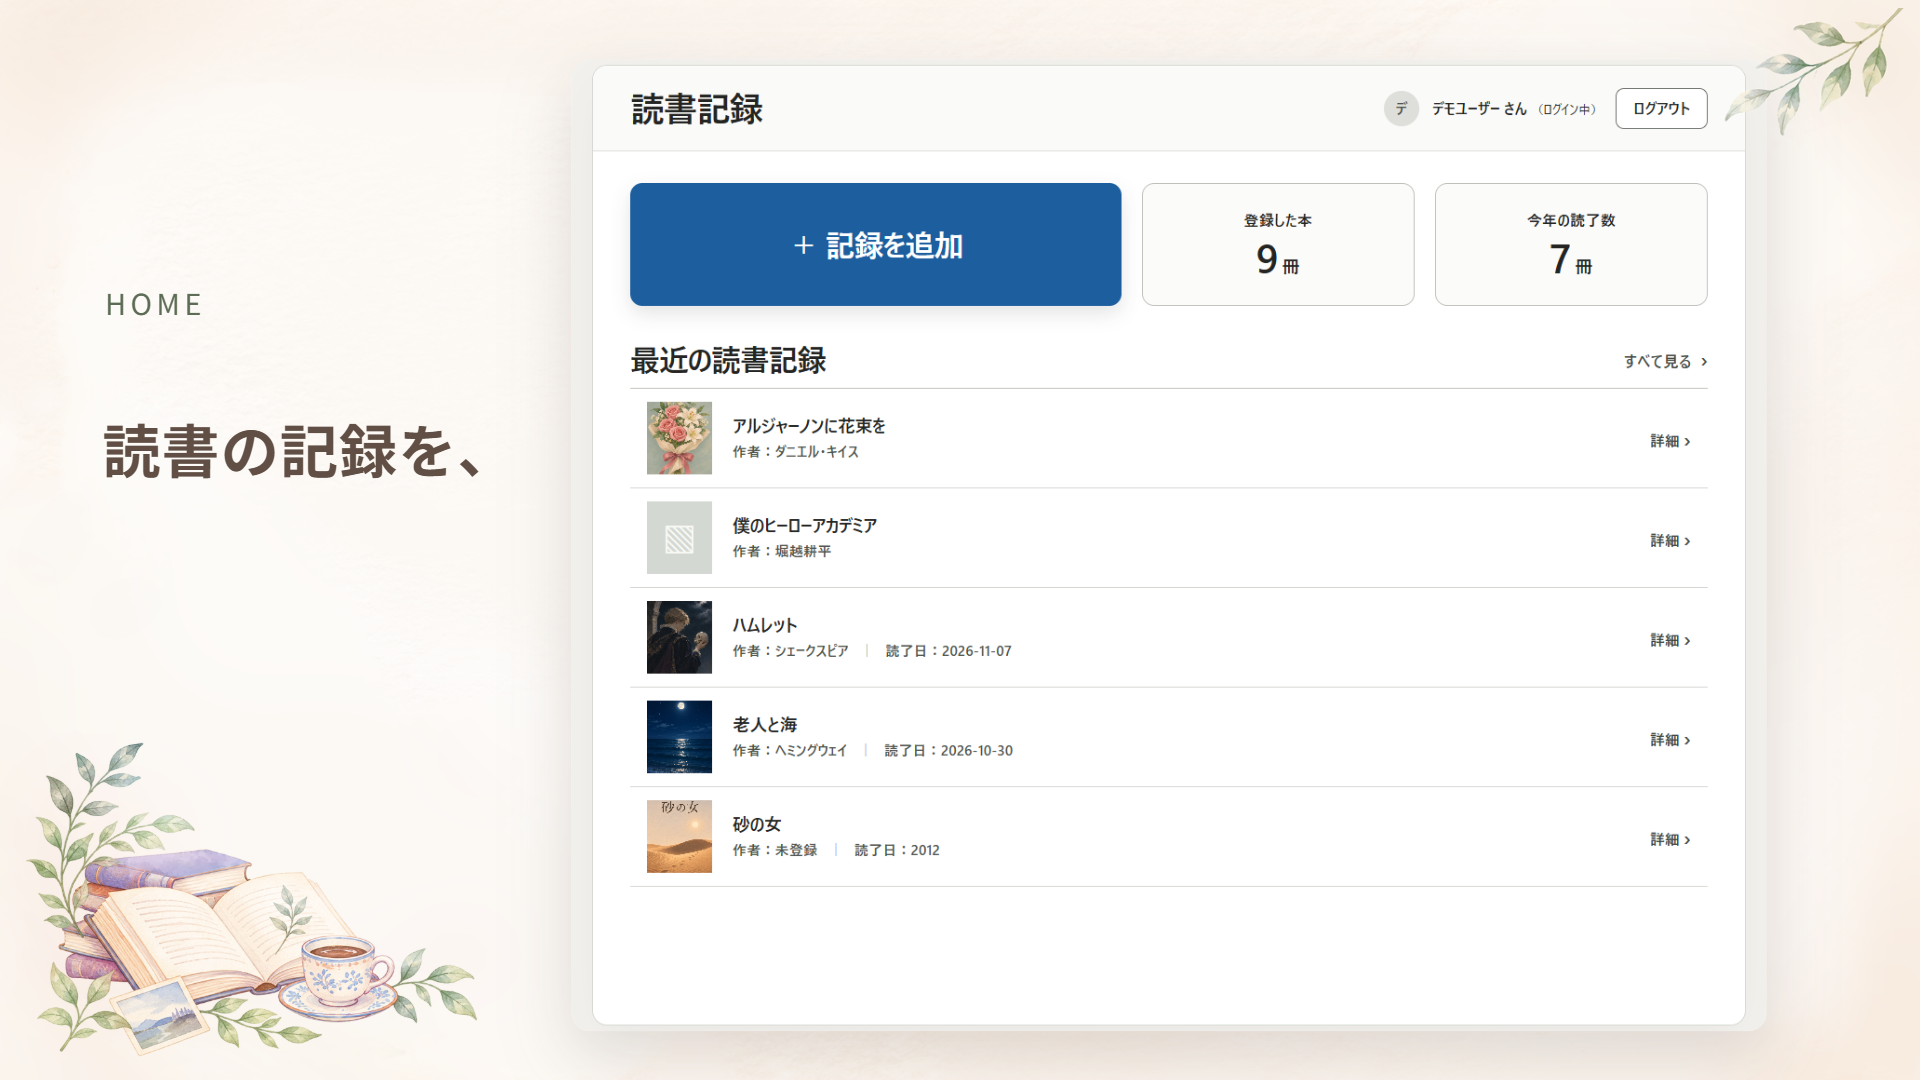 HOME
読書の記録を、
読書記録
デ デモユーザー さん （ログイン中） ログアウト
＋ 記録を追加
登録した本
9 冊
今年の読了数
7 冊
最近の読書記録
すべて見る ›
アルジャーノンに花束を
作者：ダニエル・キイス
詳細 ›
僕のヒーローアカデミア
作者：堀越耕平
詳細 ›
ハムレット
作者：シェークスピア | 読了日：2026-11-07
詳細 ›
老人と海
作者：ヘミングウェイ | 読了日：2026-10-30
詳細 ›
砂の女
砂の女
作者：未登録 | 読了日：2012
詳細 ›